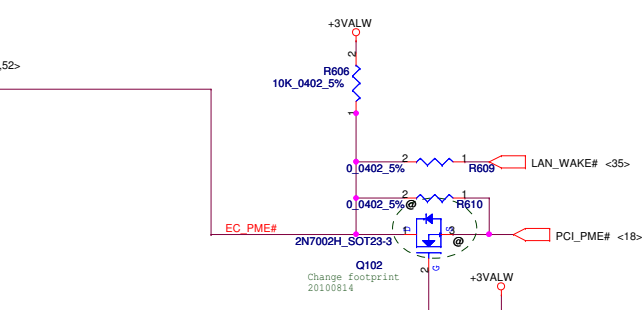 +3VALW
,52>
2
R606
10K_0402_5%
1
2
1
LAN_WAKE# <35>
0_0402_5%
R609
2
1
0_0402_5%
@
R610
EC_PME#
1
D
S
3
PCI_PME# <18>
2N7002H_SOT23-3
@
Q102
2
G
Change footprint
20100814
+3VALW